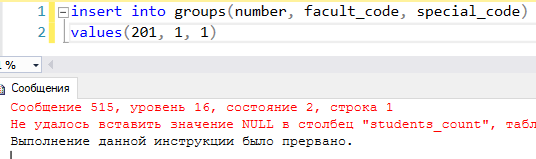 1 insert into groups(number, facult_code, special_code)
2 values(201, 1, 1)
%
Сообщения
Сообщение 515, уровень 16, состояние 2, строка 1
Не удалось вставить значение NULL в столбец "students_count",
Выполнение данной инструкции было прервано.